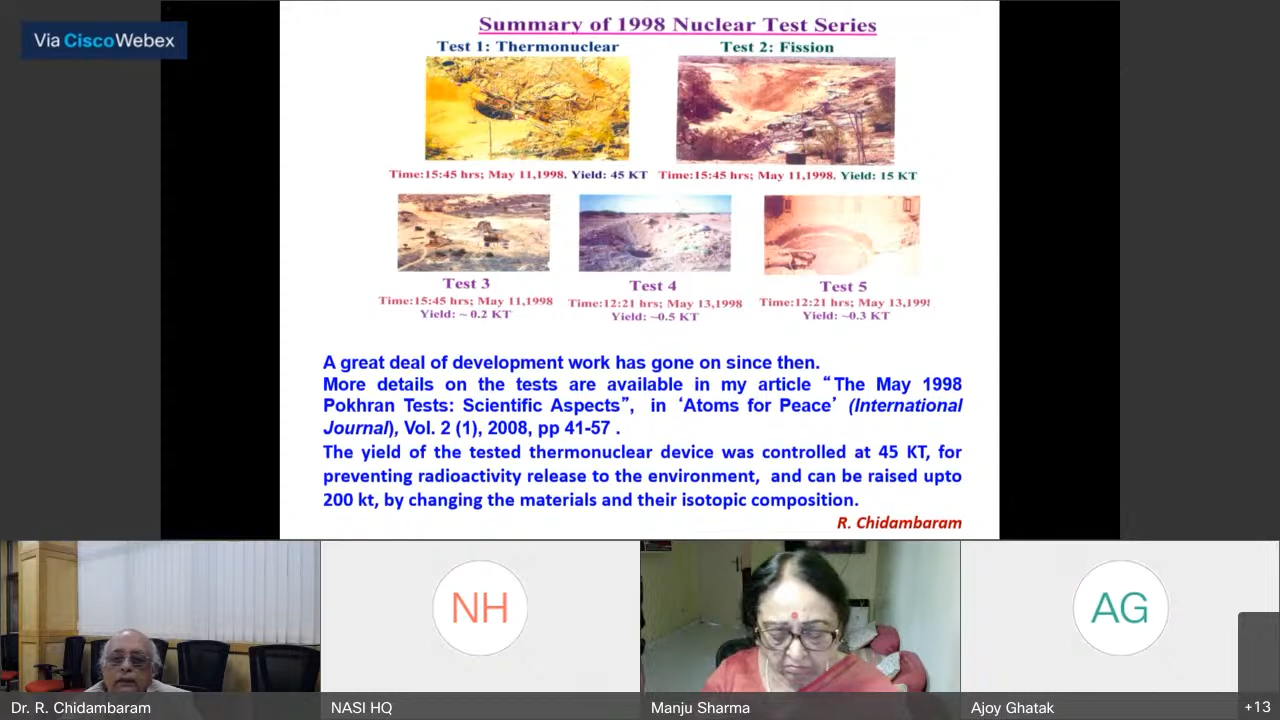 Via CiscoWebex
Summary of 1998 Nuclear Test Series
Test 1: Thermonuclear
Test 2: Fission
Time:15:45 hrs; May 11,1998. Yield: 45 KT
Time:15:45 hrs; May 11,1998. Yield: 15 KT
Test 3
Time:15:45 hrs; May 11,1998
Yield: ~ 0.2 KT
Test 4
Time:12:21 hrs; May 13,1998
Yield: ~0.5 KT
Test 5
Time:12:21 hrs; May 13,199
Yield: ~0.3 KT
A great deal of development work has gone on since then.
More details on the tests are available in my article “The May 1998
Pokhran Tests: Scientific Aspects”, in ‘Atoms for Peace’ (International
Journal), Vol. 2 (1), 2008, pp 41-57 .
The yield of the tested thermonuclear device was controlled at 45 KT, for
preventing radioactivity release to the environment, and can be raised upto
200 kt, by changing the materials and their isotopic composition.
R. Chidambaram
NH
AG
Dr. R. Chidambaram
NASI HQ
Manju Sharma
Ajoy Ghatak
+13